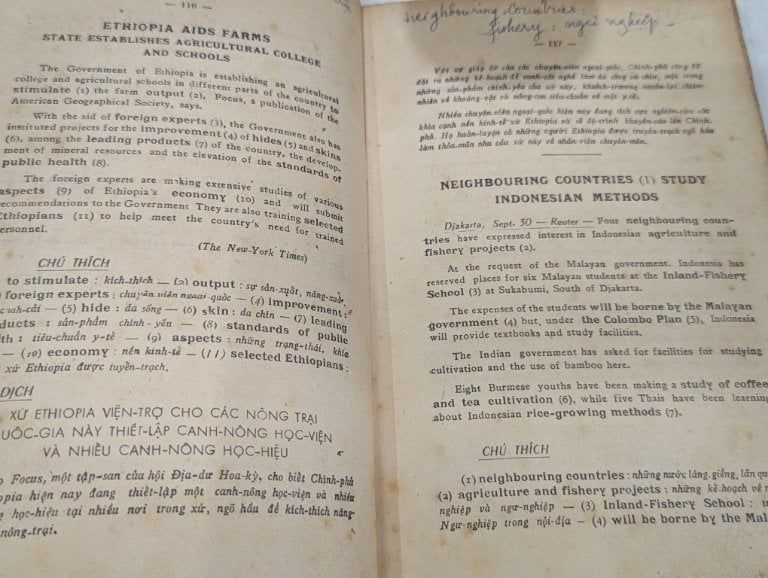 — 116 —
ETHIOPIA AIDS FARMS
STATE ESTABLISHES AGRICULTURAL COLLEGE
AND SCHOOLS
The Government of Ethiopia is establishing an agricultural
college and agricultural schools in different parts of the country to
stimulate (1) the farm output (2), Focus, a publication of the
American Geographical Society, says.
With the aid of foreign experts (3), the Government also has
instituted projects for the improvement (4) of hides (5) and skins
(6), among the leading products (7) of the country, the develop-
ment of mineral resources and the elevation of the standards of
public health (8).
The foreign experts are making extensive studies of various
aspects (9) of Ethiopia's economy (10) and will submit
recommendations to the Government They are also training selected
Ethiopians (11) to help meet the country's need for trained
personnel.
(The New-York Times)
CHÚ THÍCH
to stimulate : kích-thích — (2) output : sự sản-xuất, năng-xuất
foreign experts : chuyên viên ngoại-quốc — (4) improvement :
— (5) hide : da sống — (6) skin : da chín — (7) leading
ducts : sản-phẩm chính-yếu — (8) standards of public
lth : tiêu-chuẩn y-tế — (9) aspects : những trạng-thái, khía
— (10) economy : nền kinh-tế — (11) selected Ethiopians :
xứ Ethiopia được tuyển-trạch.
DỊCH
XỨ ETHIOPIA VIỆN-TRỢ CHO CÁC NÔNG TRẠI
UỐC-GIA NÀY THIẾT-LẬP CANH-NÔNG HỌC-VIỆN
VÀ NHIỀU CANH-NÔNG HỌC-HIỆU
o Focus, một tập-san của hội Địa-dư Hoa-kỳ, cho biết Chính-phủ
opia hiện nay đang thiết-lập một canh-nông học-viện và nhiều
g học-hiệu tại nhiều nơi trong xứ, ngõ hầu để kích-thích năng-
nông-trại.
neighbouring countries :
fishery : ngư nghiệp
— 117 —
Với sự giúp đỡ của các chuyên-viên ngoại-quốc, Chính-phủ cũng đã
đặt ra những kế-hoạch để canh-cải nghề làm da sống và chín, một trong
những sản-phẩm chính-yếu của xứ này, khuếch-trương nguồn-lợi thiên-
nhiên về khoáng-vật và nâng-cao tiêu-chuẩn về một y.tế.
Nhiều chuyên-viên ngoại-quốc hiện nay đang tích cực nghiên-cứu các
khía cạnh nền kinh-tế xứ Ethiopia và sẽ đệ-trình khuyến-cáo lên Chính-
phủ. Họ huấn-luyện cả những người Ethiopia được tuyển-trạch ngõ hầu
làm thỏa-mãn nhu cầu xứ này về nhân viên chuyên-môn.
NEIGHBOURING COUNTRIES (1) STUDY
INDONESIAN METHODS
Djakarta, Sept. 30 — Reuter — Four neighbouring coun-
tries have expressed interest in Indonesian agriculture and
fishery projects (2).
At the request of the Malayan government, Indonesia has
reserved places for six Malayan students at the Inland-Fishery
School (3) at Sukabumi, South of Djakarta.
The expenses of the students will be borne by the Malayan
government (4) but, under the Colombo Plan (5), Indonesia
will provide textbooks and study facilities.
The Indian government has asked for facilities for studying
cultivation and the use of bamboo here.
Eight Burmese youths have been making a study of coffee
and tea cultivation (6), while five Thais have been learning
about Indonesian rice-growing methods (7).
CHÚ THÍCH
(1) neighbouring countries : những nước láng.giềng, lân qu
(2) agriculture and fishery projects : những kế.hoạch về n
nghiệp và ngư-nghiệp — (3) Inland-Fishery School :
Ngư-nghiệp trong nội-địa — (4) will be borne by the Mal